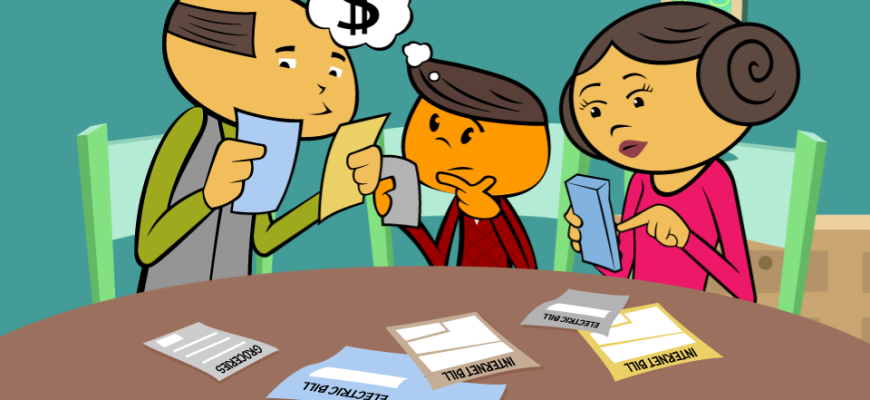 $
ELECTRIC BILL
GROCERIES
INTERNET BILL
INTERNET BILL
ELECTRIC BILL